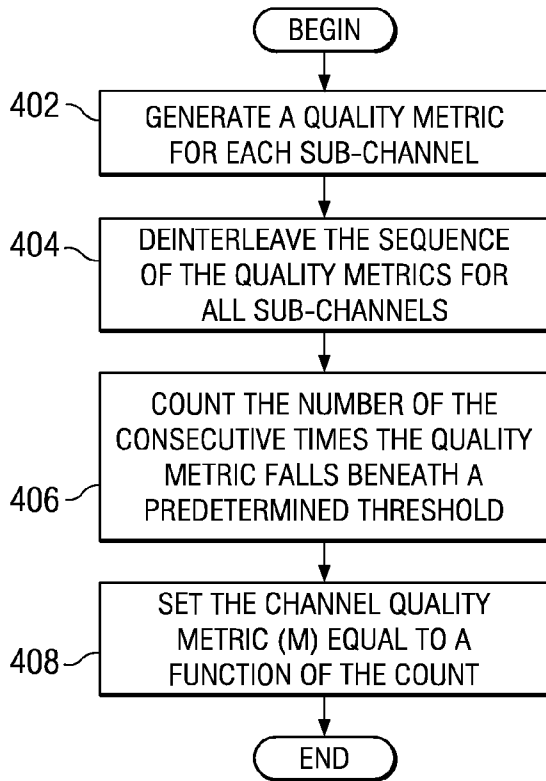 BEGIN
402
GENERATE A QUALITY METRIC
FOR EACH SUB-CHANNEL
404
DEINTERLEAVE THE SEQUENCE
OF THE QUALITY METRICS FOR
ALL SUB-CHANNELS
406
COUNT THE NUMBER OF THE
CONSECUTIVE TIMES THE QUALITY
METRIC FALLS BENEATH A
PREDETERMINED THRESHOLD
408
SET THE CHANNEL QUALITY
METRIC (M) EQUAL TO A
FUNCTION OF THE COUNT
END